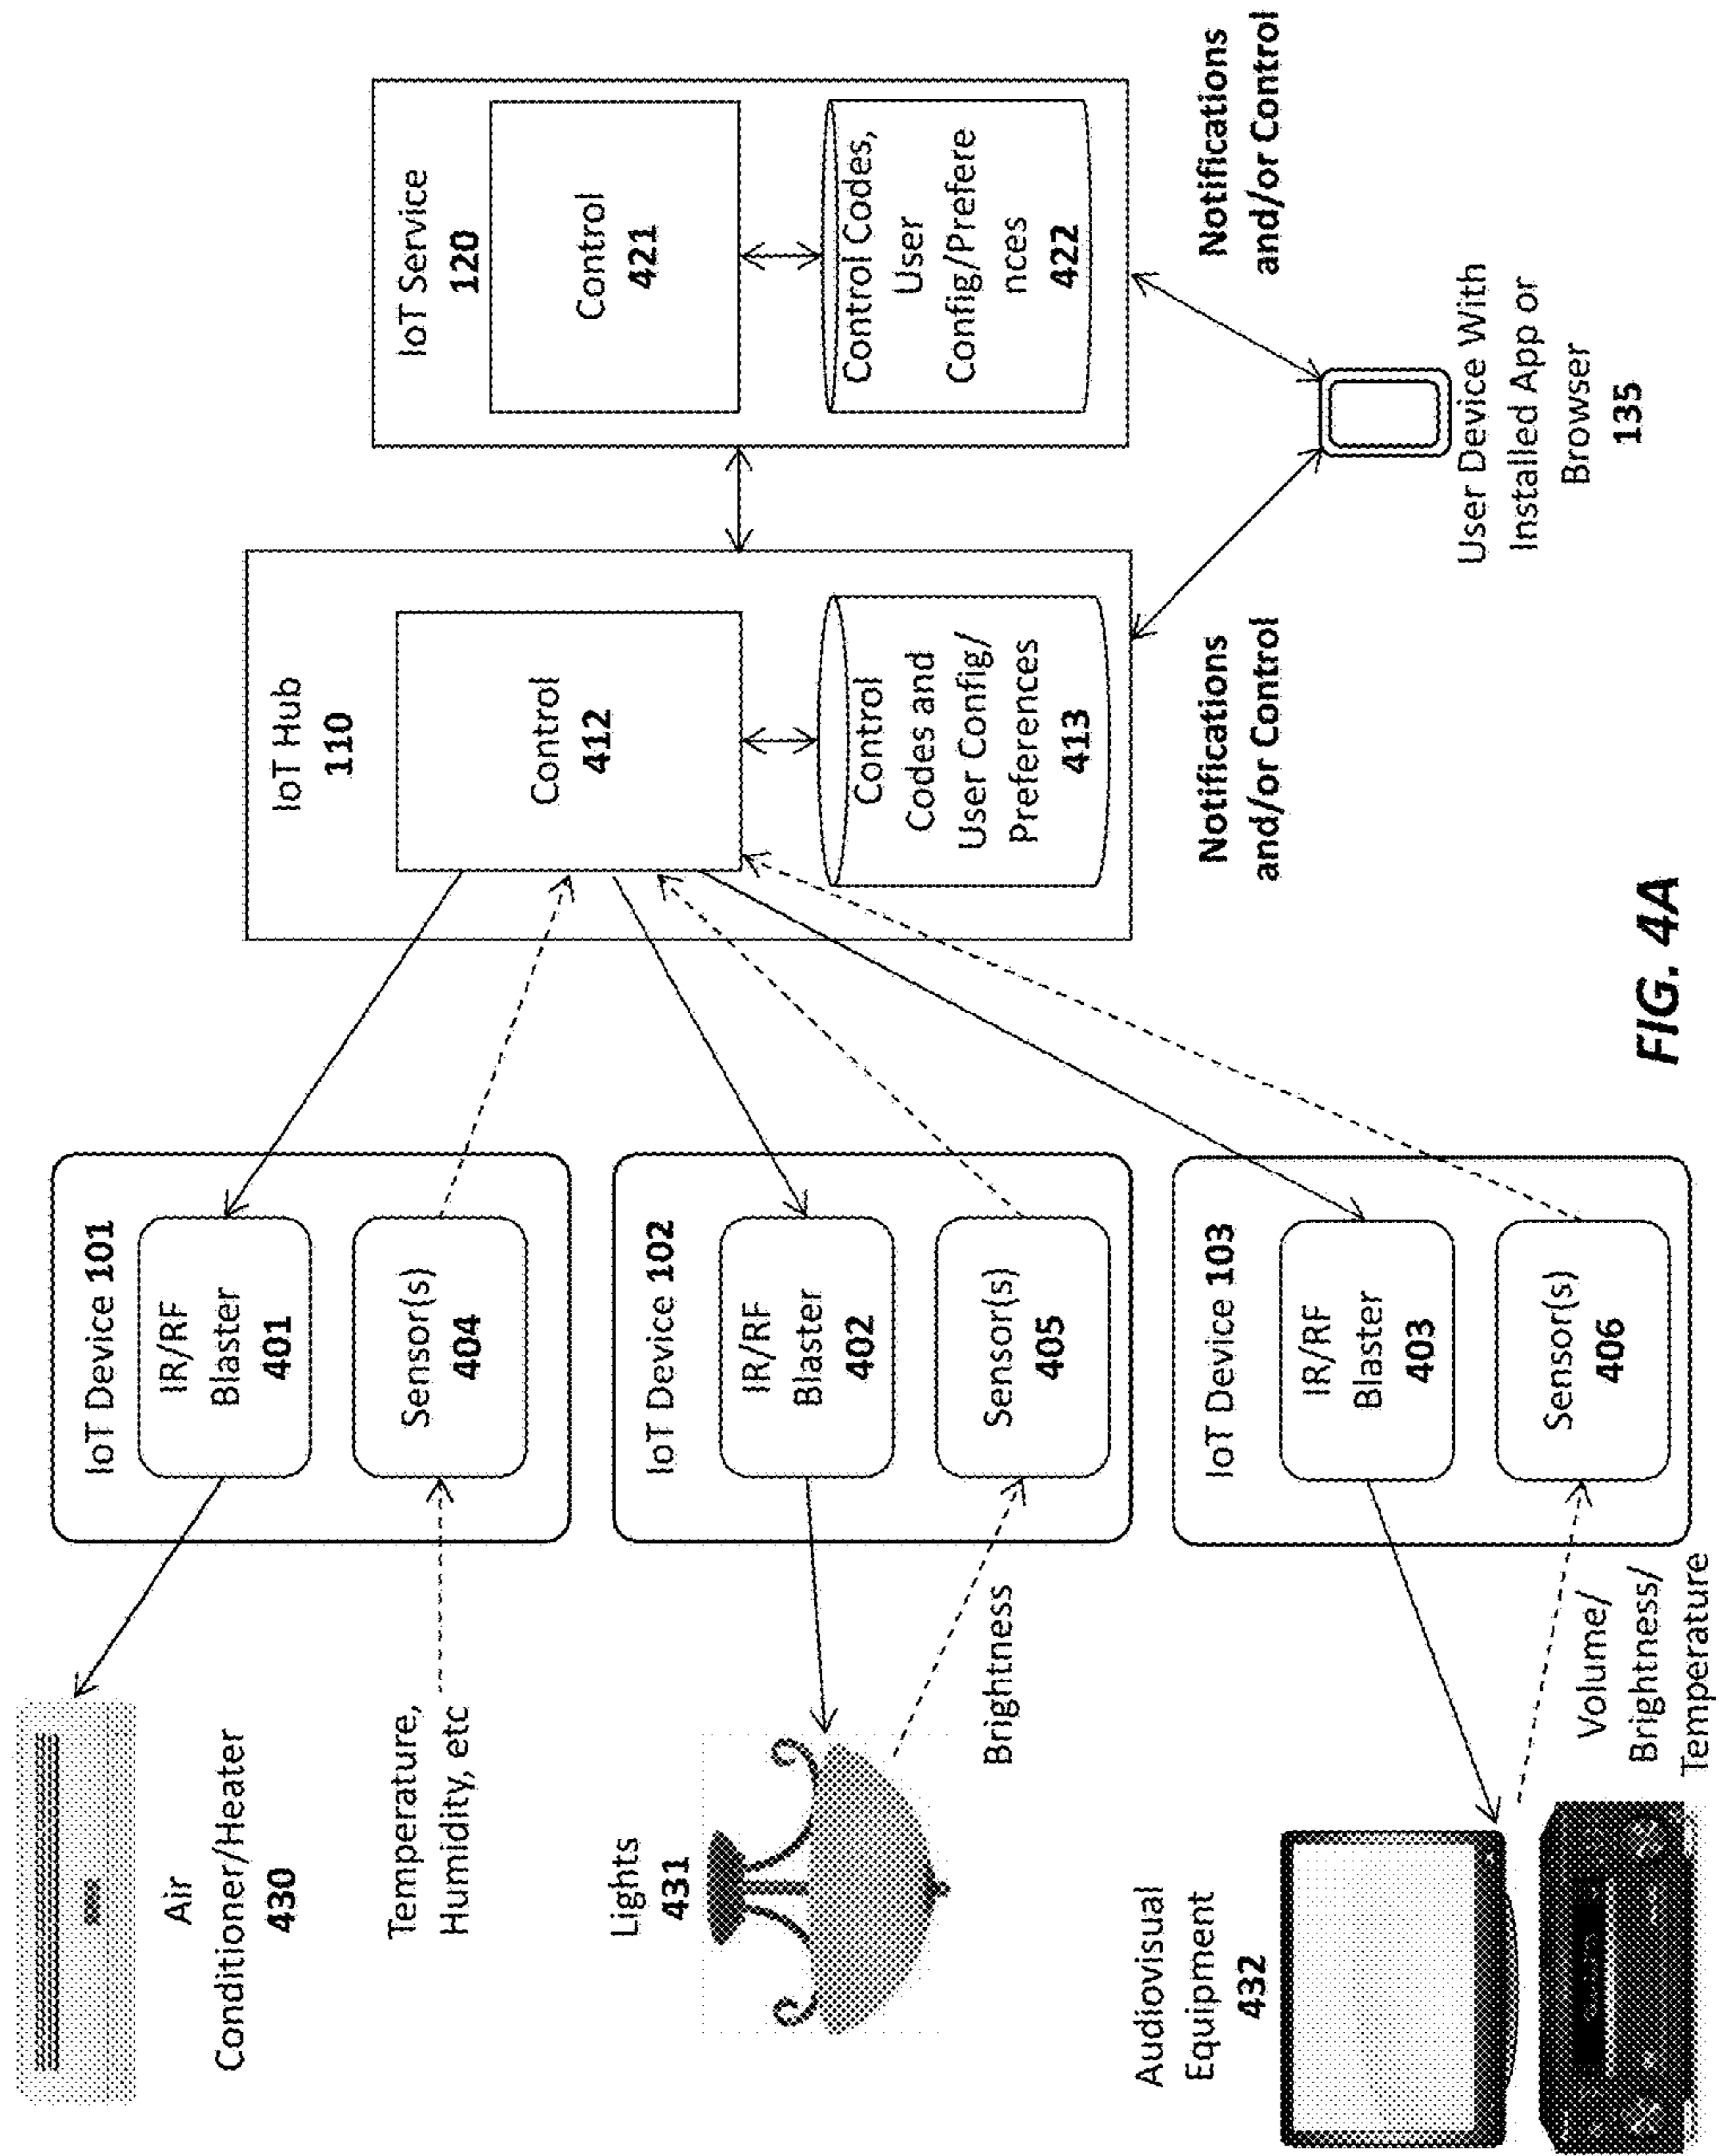 Air
Conditioner/Heater
430
Temperature,
Humidity, etc
Lights
431
Brightness
Audiovisual
Equipment
432
Volume/
Brightness/
Temperature
IoT Device 101
IR/RF
Blaster
401
Sensor(s)
404
IoT Device 102
IR/RF
Blaster
402
Sensor(s)
405
IoT Device 103
IR/RF
Blaster
403
Sensor(s)
406
IoT Hub
110
Control
412
Control
Codes and
User Config/
Preferences
413
Notifications
and/or Control
IoT Service
120
Control
421
Control Codes,
User
Config/Prefere
nces
422
Notifications
and/or Control
User Device With
Installed App or
Browser
135
FIG. 4A